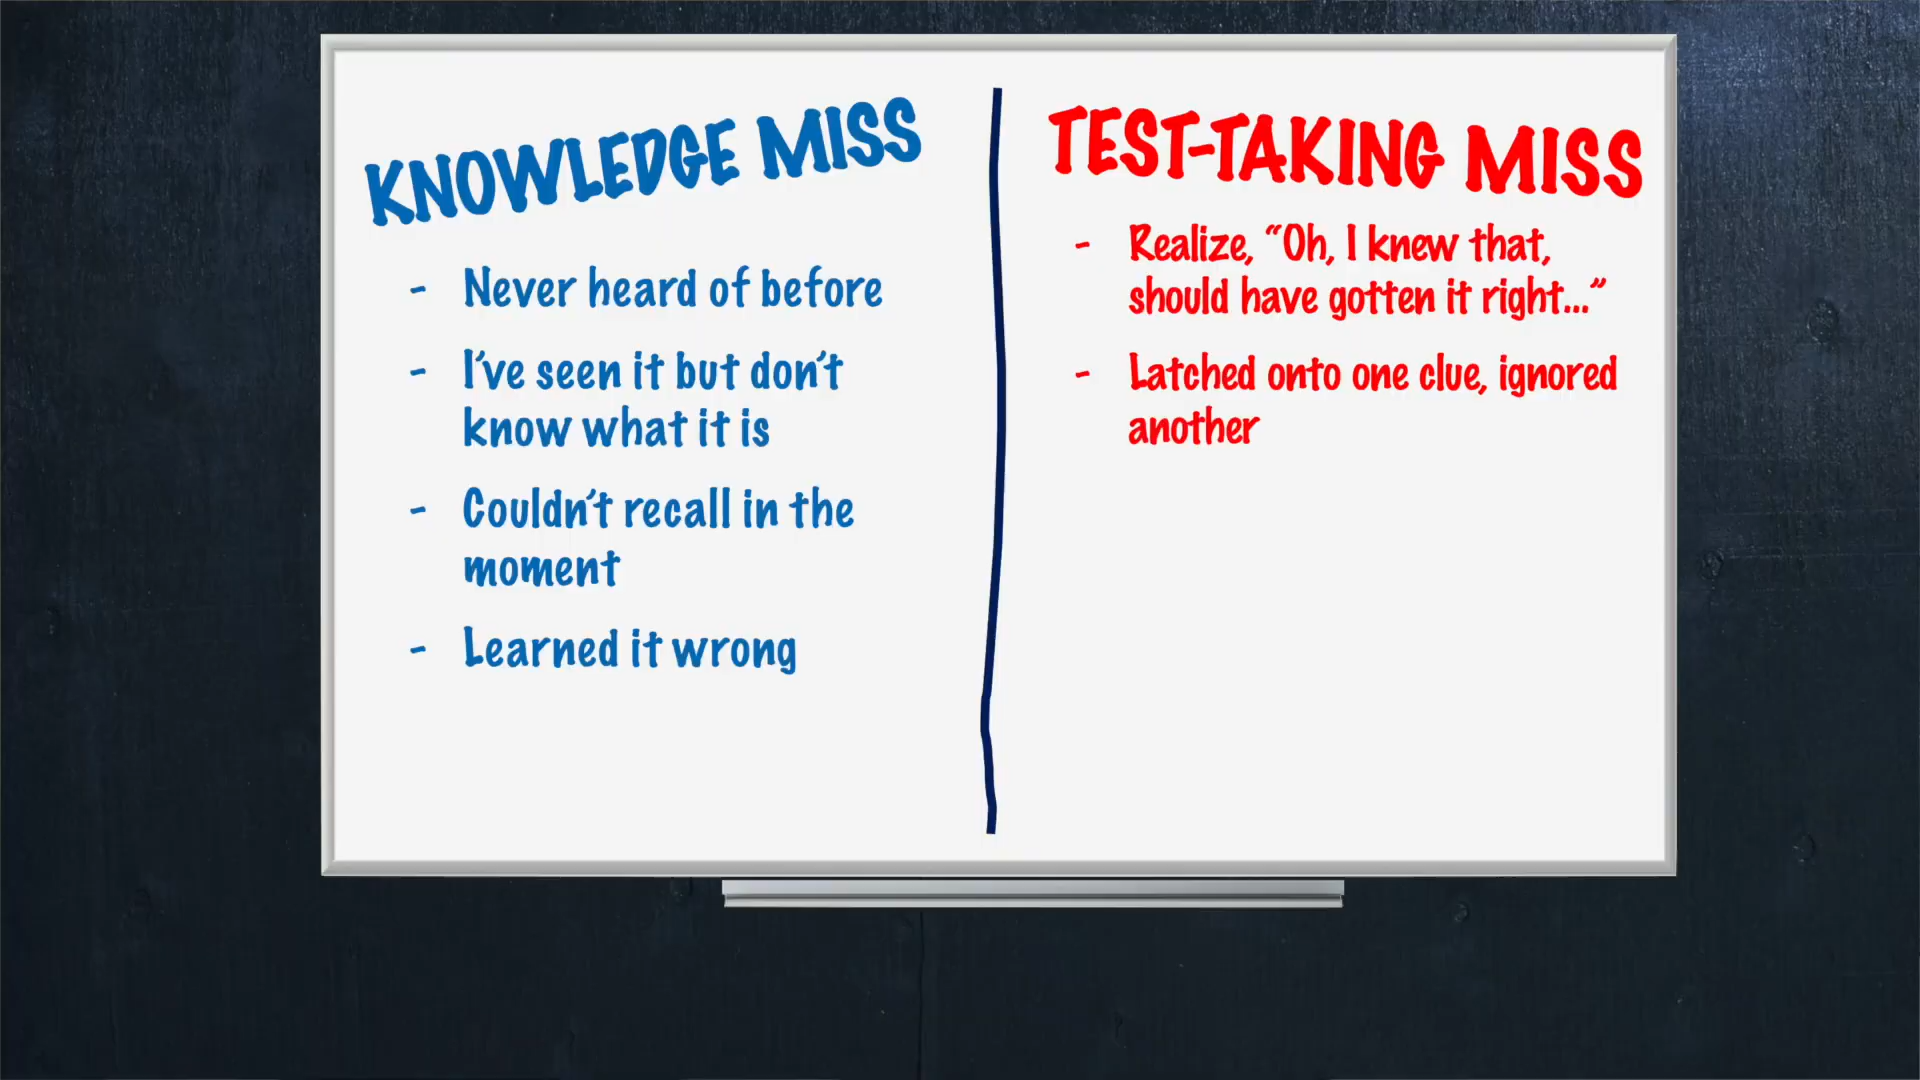 KNOWLEDGE MISS
- Never heard of before
- I've seen it but don't
know what it is
- Couldn't recall in the
moment
- Learned it wrong
TEST-TAKING MISS
- Realize, “Oh, I knew that,
should have gotten it right...”
- Latched onto one clue, ignored
another